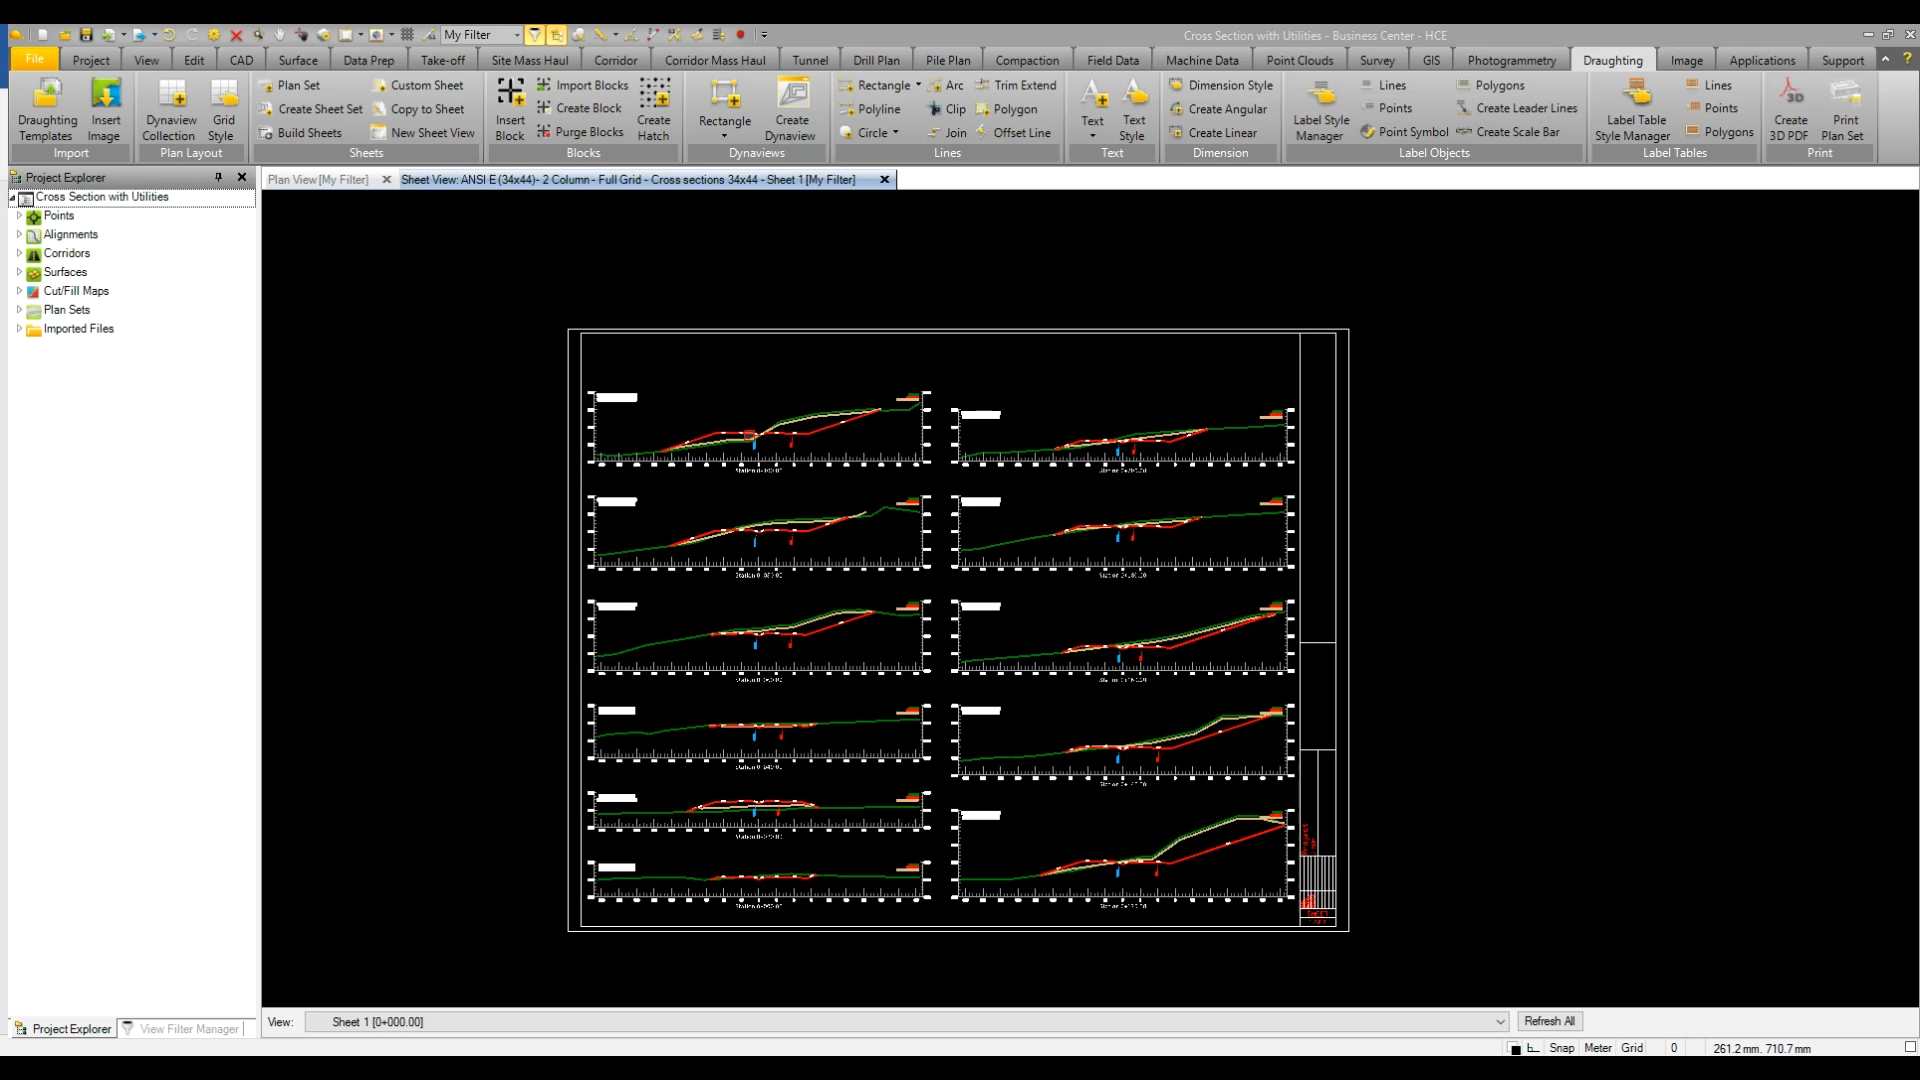 My Filter
Cross Section with Utilities - Business Center - HCE
File Project View Edit CAD Surface Data Prep Take-off Site Mass Haul Corridor Corridor Mass Haul Tunnel Drill Plan Pile Plan Compaction Field Data Machine Data Point Clouds Survey GIS Photogrammetry Draughting Image Applications Support
Draughting Templates
Insert Image
Import
Dynaview Collection
Grid Style
Plan Layout
Plan Set
Create Sheet Set
Build Sheets
Custom Sheet
Copy to Sheet
New Sheet View
Sheets
Insert Block
Import Blocks
Create Block
Purge Blocks
Create Hatch
Blocks
Rectangle
Create Dynaview
Dynaviews
Rectangle
Polyline
Circle
Arc
Clip
Join
Trim Extend
Polygon
Offset Line
Lines
Text
Text Style
Text
Dimension Style
Create Angular
Create Linear
Dimension
Label Style Manager
Lines
Points
Point Symbol
Polygons
Create Leader Lines
Create Scale Bar
Label Objects
Label Table Style Manager
Lines
Points
Polygons
Label Tables
Create 3D PDF
Print Plan Set
Print
Project Explorer
Plan View[My Filter]
Sheet View: ANSI E (34x44)- 2 Column - Full Grid - Cross sections 34x44 - Sheet 1 [My Filter]
Cross Section with Utilities
Points
Alignments
Corridors
Surfaces
Cut/Fill Maps
Plan Sets
Imported Files
Project Explorer
View Filter Manager
View:
Sheet 1 [0+000.00]
Refresh All
Snap Meter Grid 0 261.2 mm, 710.7 mm